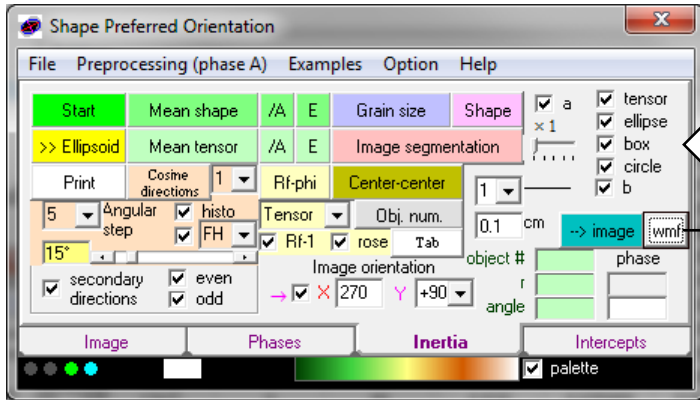 Shape Preferred Orientation
File Preprocessing (phase A) Examples Option Help
Start Mean shape /A E Grain size Shape a tensor
× 1 ellipse
>> Ellipsoid Mean tensor /A E Image segmentation box
circle
Print Cosine directions 1 Rf-phi Center-center 1 b
5 Angular step histo Tensor Obj. num. 0.1 cm --> image wmf
FH Rf-1 rose Tab
15° Image orientation object # phase
secondary directions even → X 270 Y +90 r
odd angle
Image Phases Inertia Intercepts
palette